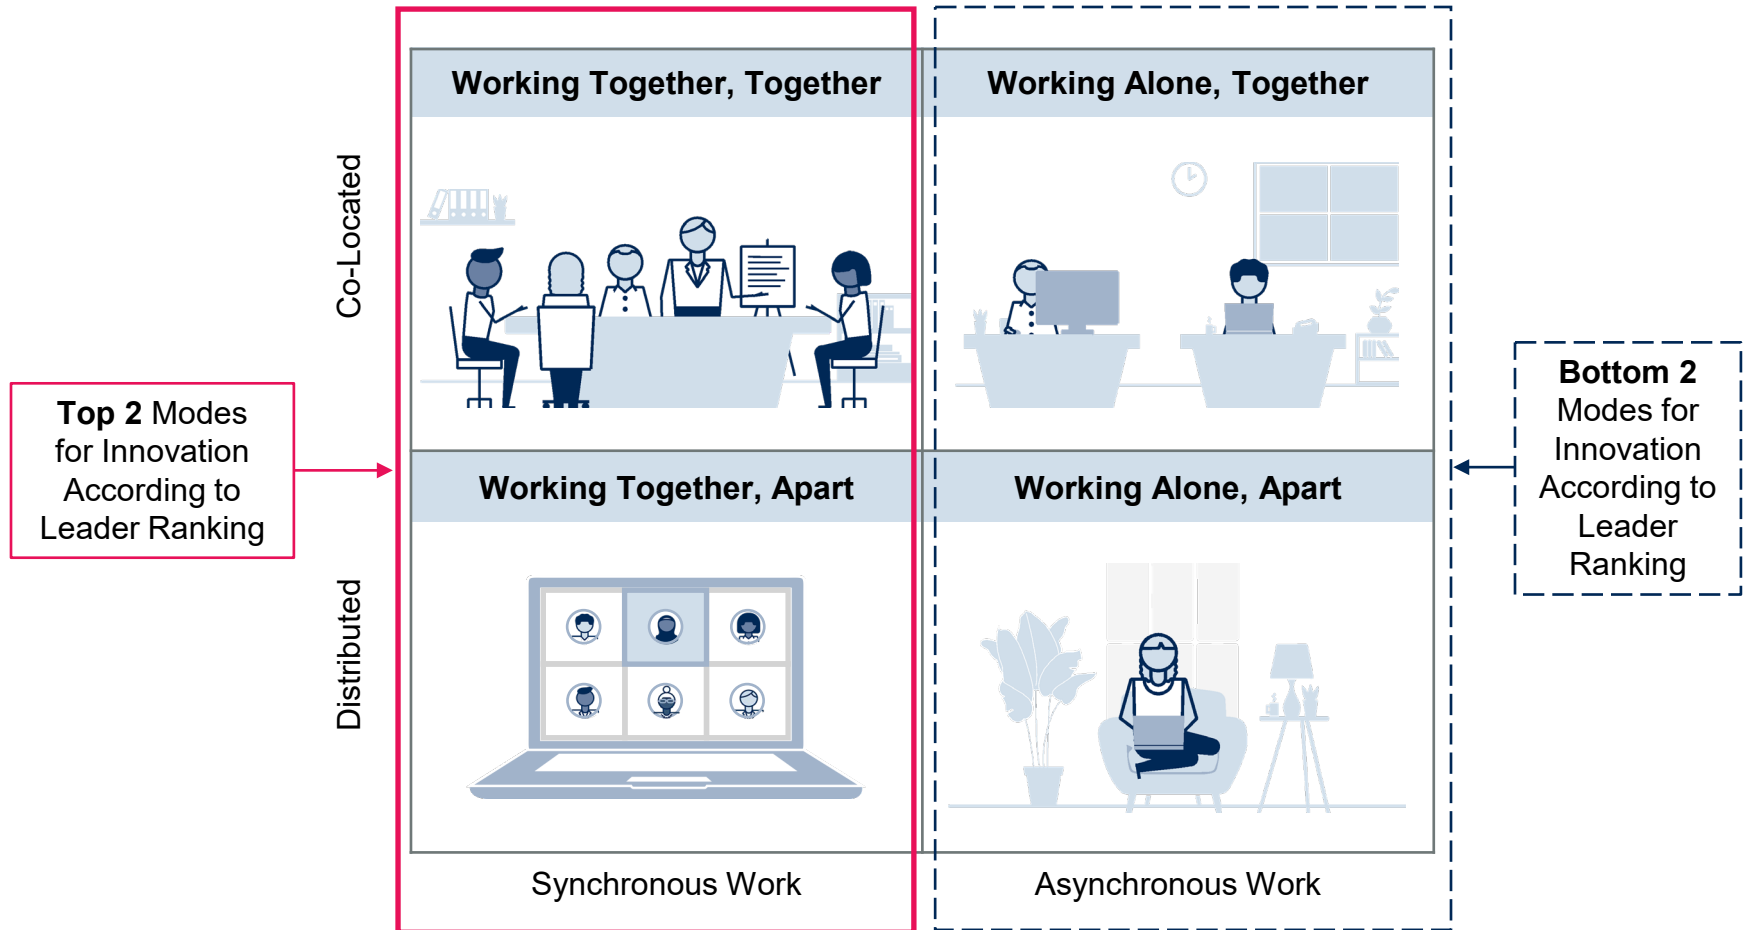 Working Together, Together
Working Alone, Together
Co-Located
Top 2 Modes
for Innovation
According to
Leader Ranking
Bottom 2
Modes for
Innovation
According to
Leader
Ranking
Working Together, Apart
Working Alone, Apart
Distributed
Synchronous Work
Asynchronous Work